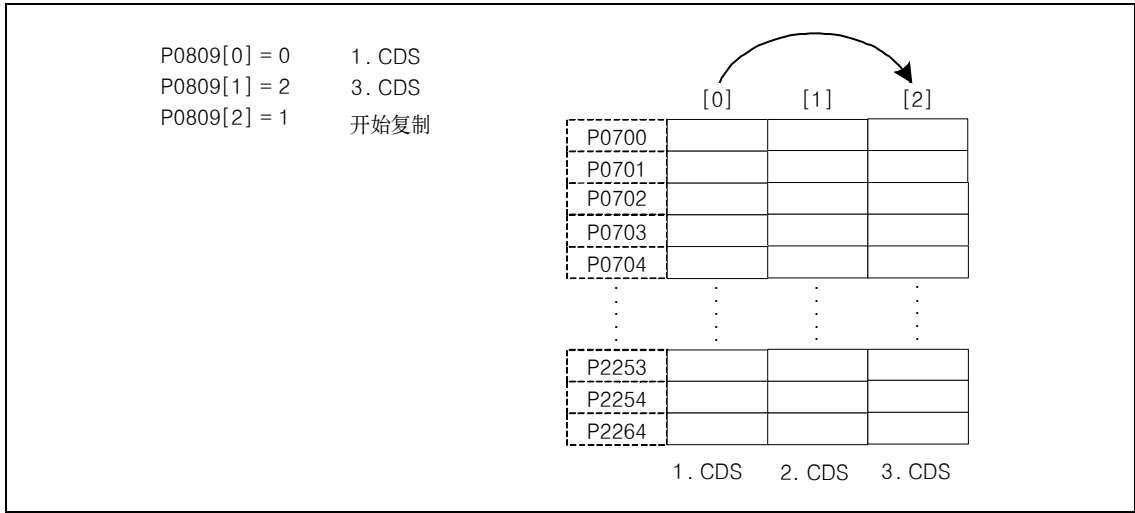 P0809[0] = 0 1. CDS
P0809[1] = 2 3. CDS
P0809[2] = 1 开始复制
[0] [1] [2]
P0700
P0701
P0702
P0703
P0704
P2253
P2254
P2264
1. CDS 2. CDS 3. CDS